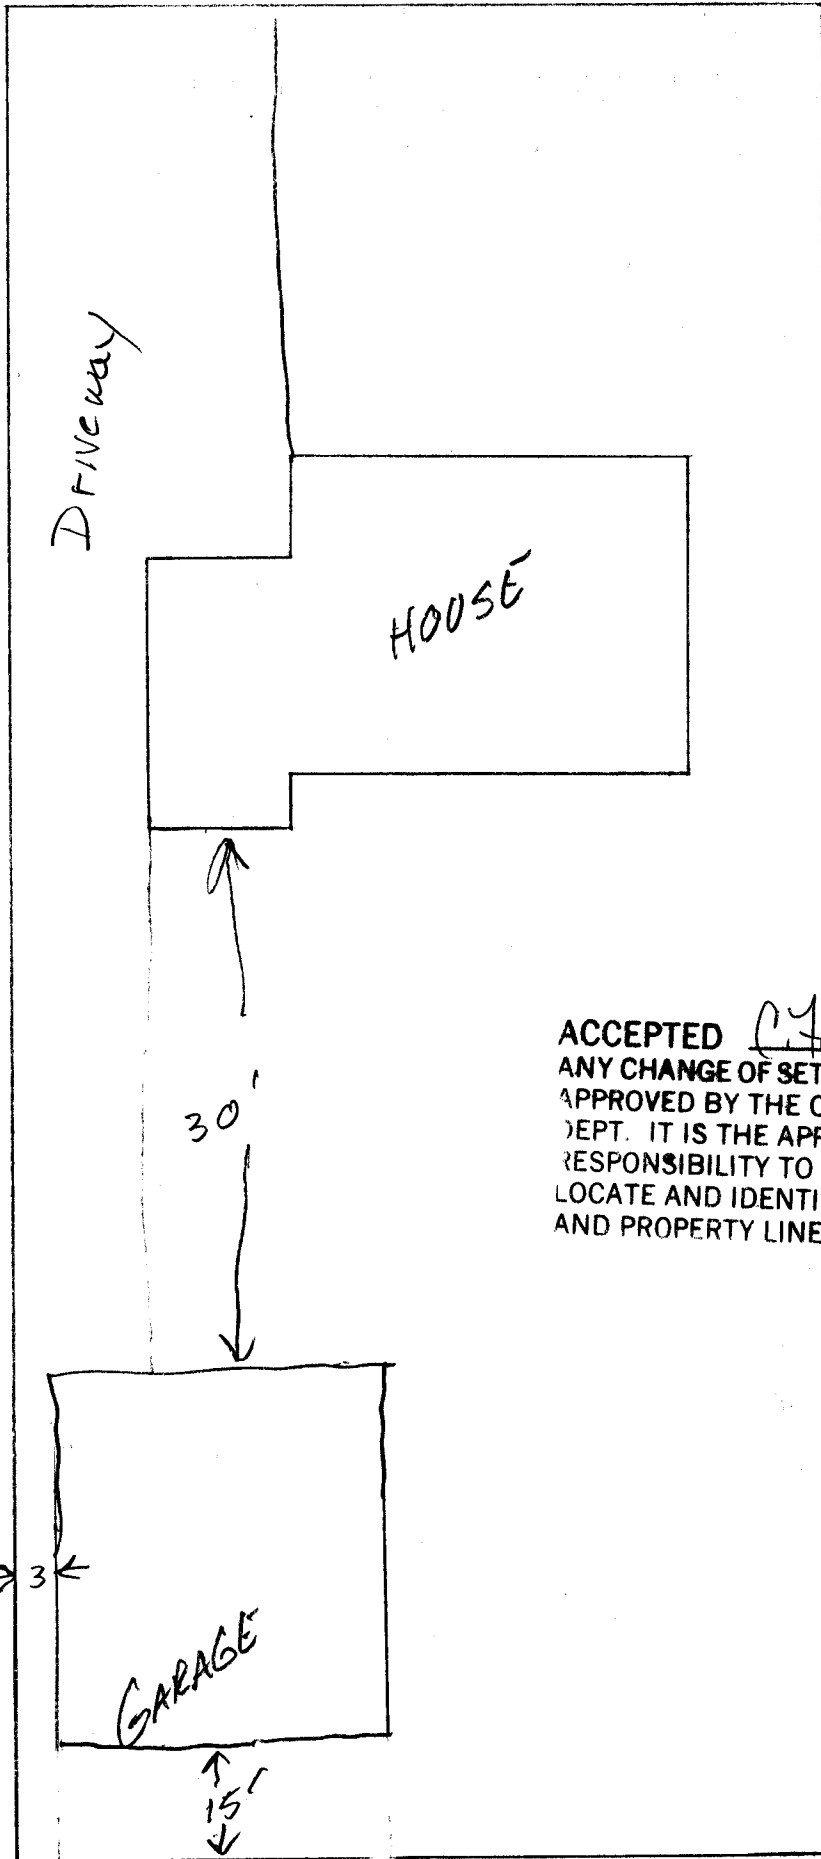 Driveway
HOUSE
ACCEPTED
ANY CHANGE OF SET
APPROVED BY THE C
DEPT. IT IS THE APP
RESPONSIBILITY TO
LOCATE AND IDENTI
AND PROPERTY LINE
30'
3
GARAGE
15'